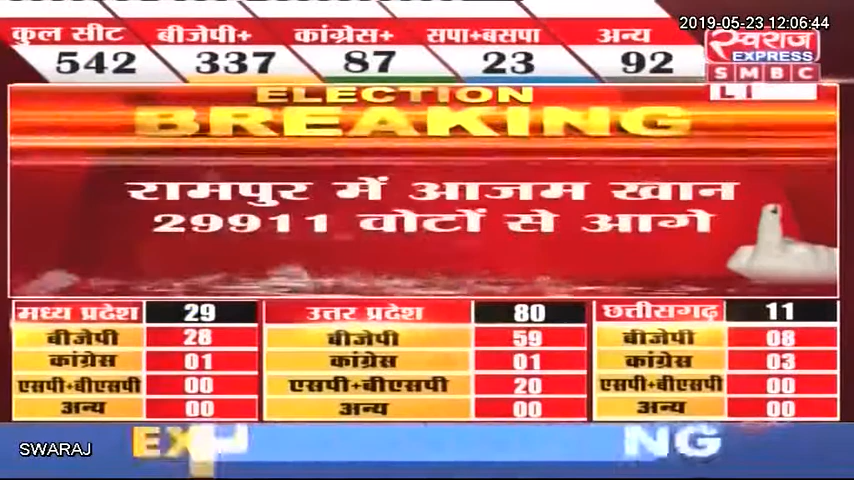 2019-05-23 12:06:44
कुल सीट बीजेपी+ कांग्रेस+ सपा+बसपा अन्य
542 337 87 23 92
स्वराज
EXPRESS
SMBC
ELECTION
BREAKING
रामपुर में आजम खान
29911 वोटों से आगे
मध्य प्रदेश 29 उत्तर प्रदेश 80 छत्तीसगढ़ 11
बीजेपी 28 बीजेपी 59 बीजेपी 08
कांग्रेस 01 कांग्रेस 01 कांग्रेस 03
एसपी+बीएसपी 00 एसपी+बीएसपी 20 एसपी+बीएसपी 00
अन्य 00 अन्य 00 अन्य 00
SWARAJ